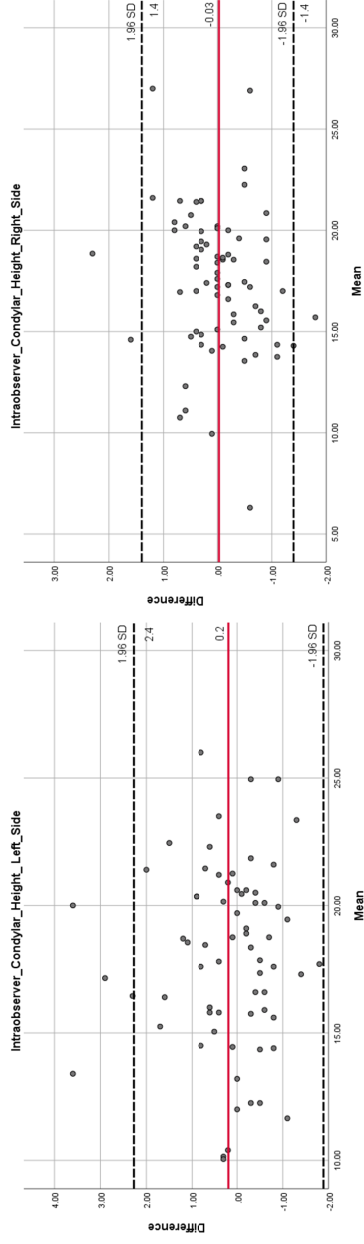 Intraobserver_Condylar_Height_Left_Side
4.00
3.00
2.00
1.00
.00
-1.00
-2.00
Difference
1.96 SD
2.4
0.2
-1.96 SD
10.00
15.00
20.00
25.00
30.00
Mean
Intraobserver_Condylar_Height_Right_Side
3.00
2.00
1.00
.00
-1.00
-2.00
Difference
1.96 SD
1.4
-0.03
-1.96 SD
-1.4
5.00
10.00
15.00
20.00
25.00
30.00
Mean